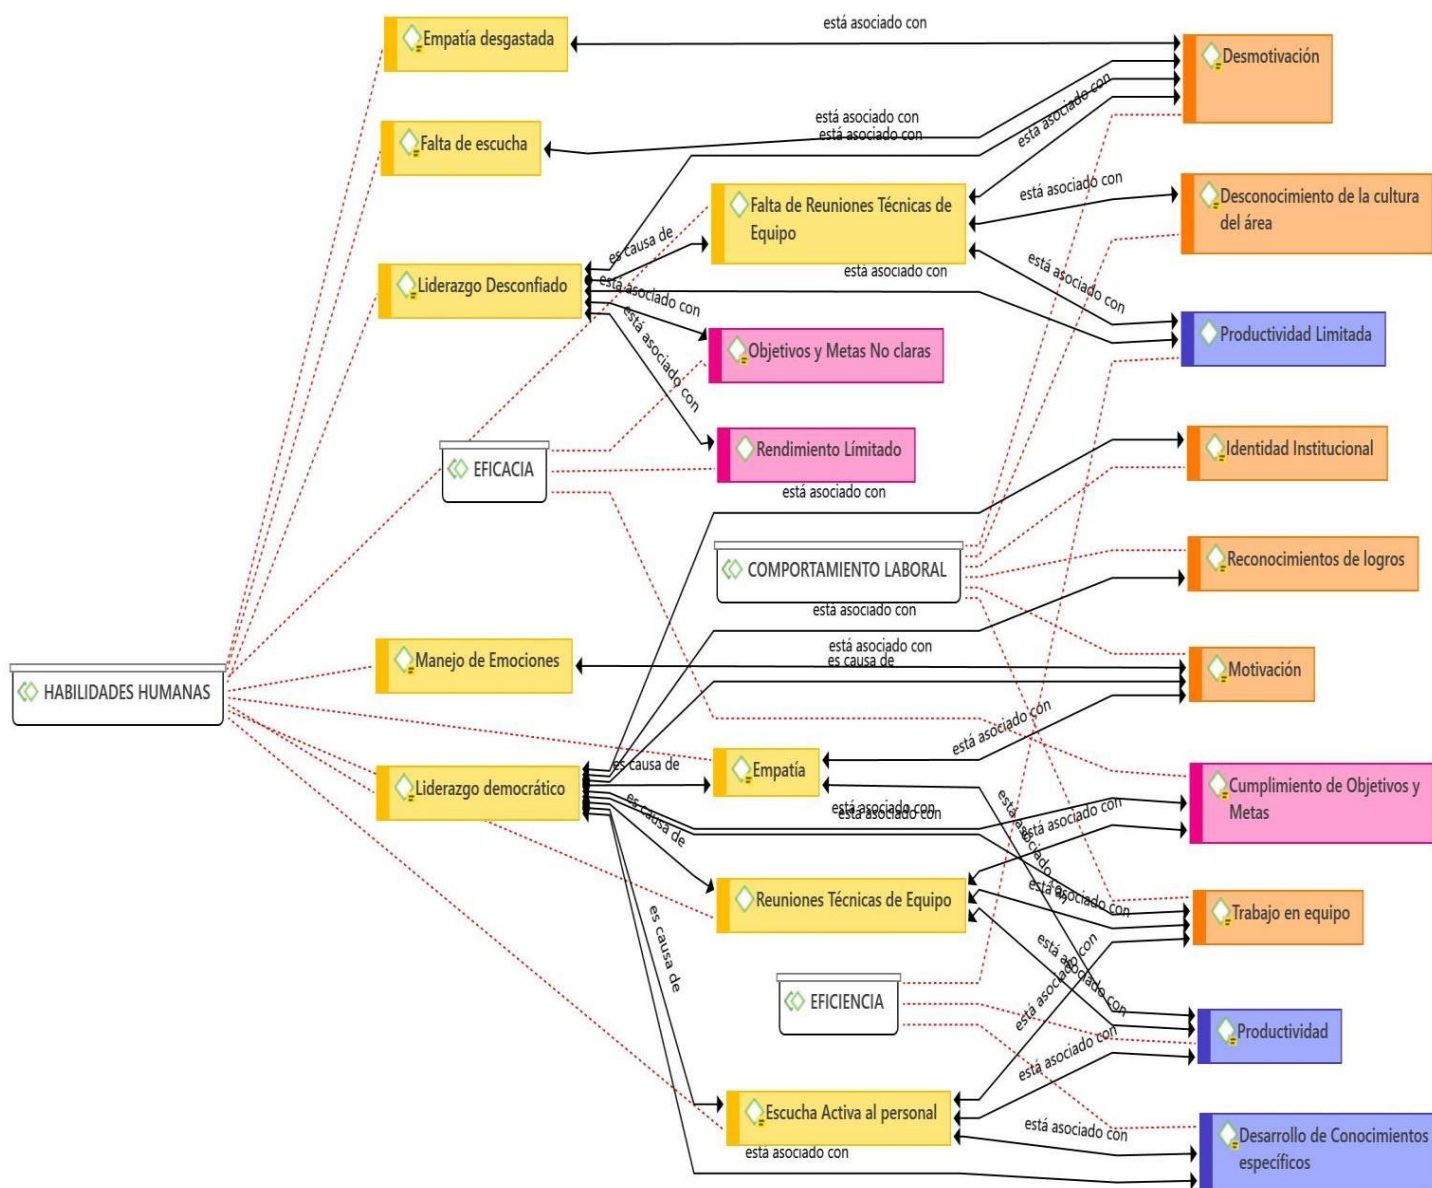 Empatía desgastada
está asociado con
Desmotivación
está asociado con
está asociado con
está asociado con
Falta de escucha
Falta de Reuniones Técnicas de
Equipo
está asociado con
Desconocimiento de la cultura
del área
es causa de
Liderazgo Desconfiado
está asociado con
está asociado con
está asociado con
está asociado con
Productividad Limitada
Objetivos y Metas No claras
EFICACIA
Rendimiento Límitado
Identidad Institucional
está asociado con
COMPORTAMIENTO LABORAL
Reconocimientos de logros
está asociado con
HABILIDADES HUMANAS
Manejo de Emociones
está asociado con
es causa de
Motivación
está asociado con
Liderazgo democrático
es causa de
Empatía
está asociado con
está asociado con
está asociado con
Cumplimiento de Objetivos y
Metas
es causa de
está asociado con
Reuniones Técnicas de Equipo
está asociado con
Trabajo en equipo
es causa de
está asociado con
está asociado con
EFICIENCIA
Productividad
está asociado con
Escucha Activa al personal
está asociado con
está asociado con
Desarrollo de Conocimientos
específicos